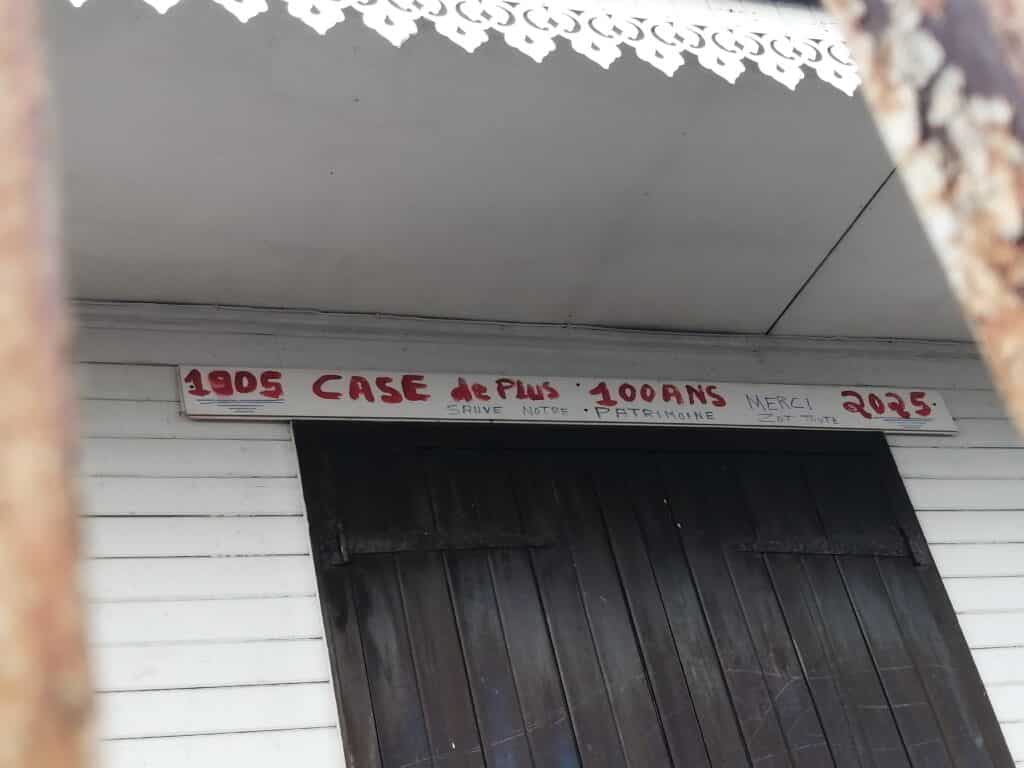 1905 CASE de PLUS · 100 ANS MERCI 2025
SAUVE NOTRE · PATRIMOINE ZOT TOUTE